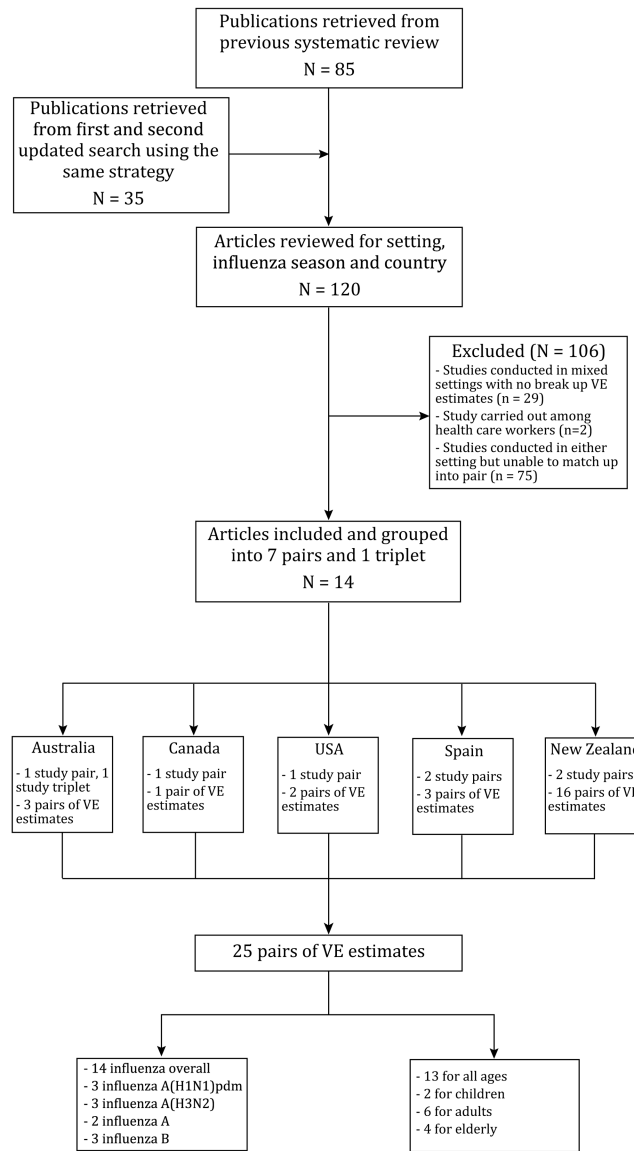 Publications retrieved from
previous systematic review
N = 85
Publications retrieved
from first and second
updated search using the
same strategy
N = 35
Articles reviewed for setting,
influenza season and country
N = 120
Excluded (N = 106)
- Studies conducted in mixed
settings with no break up VE
estimates (n = 29)
- Study carried out among
health care workers (n=2)
- Studies conducted in either
setting but unable to match up
into pair (n = 75)
Articles included and grouped
into 7 pairs and 1 triplet
N = 14
Australia
- 1 study pair, 1
study triplet
- 3 pairs of VE
estimates
Canada
- 1 study pair
- 1 pair of VE
estimates
USA
- 1 study pair
- 2 pairs of VE
estimates
Spain
- 2 study pairs
- 3 pairs of VE
estimates
New Zealand
- 2 study pairs
- 16 pairs of VE
estimates
25 pairs of VE estimates
- 14 influenza overall
- 3 influenza A(H1N1)pdm
- 3 influenza A(H3N2)
- 2 influenza A
- 3 influenza B
- 13 for all ages
- 2 for children
- 6 for adults
- 4 for elderly